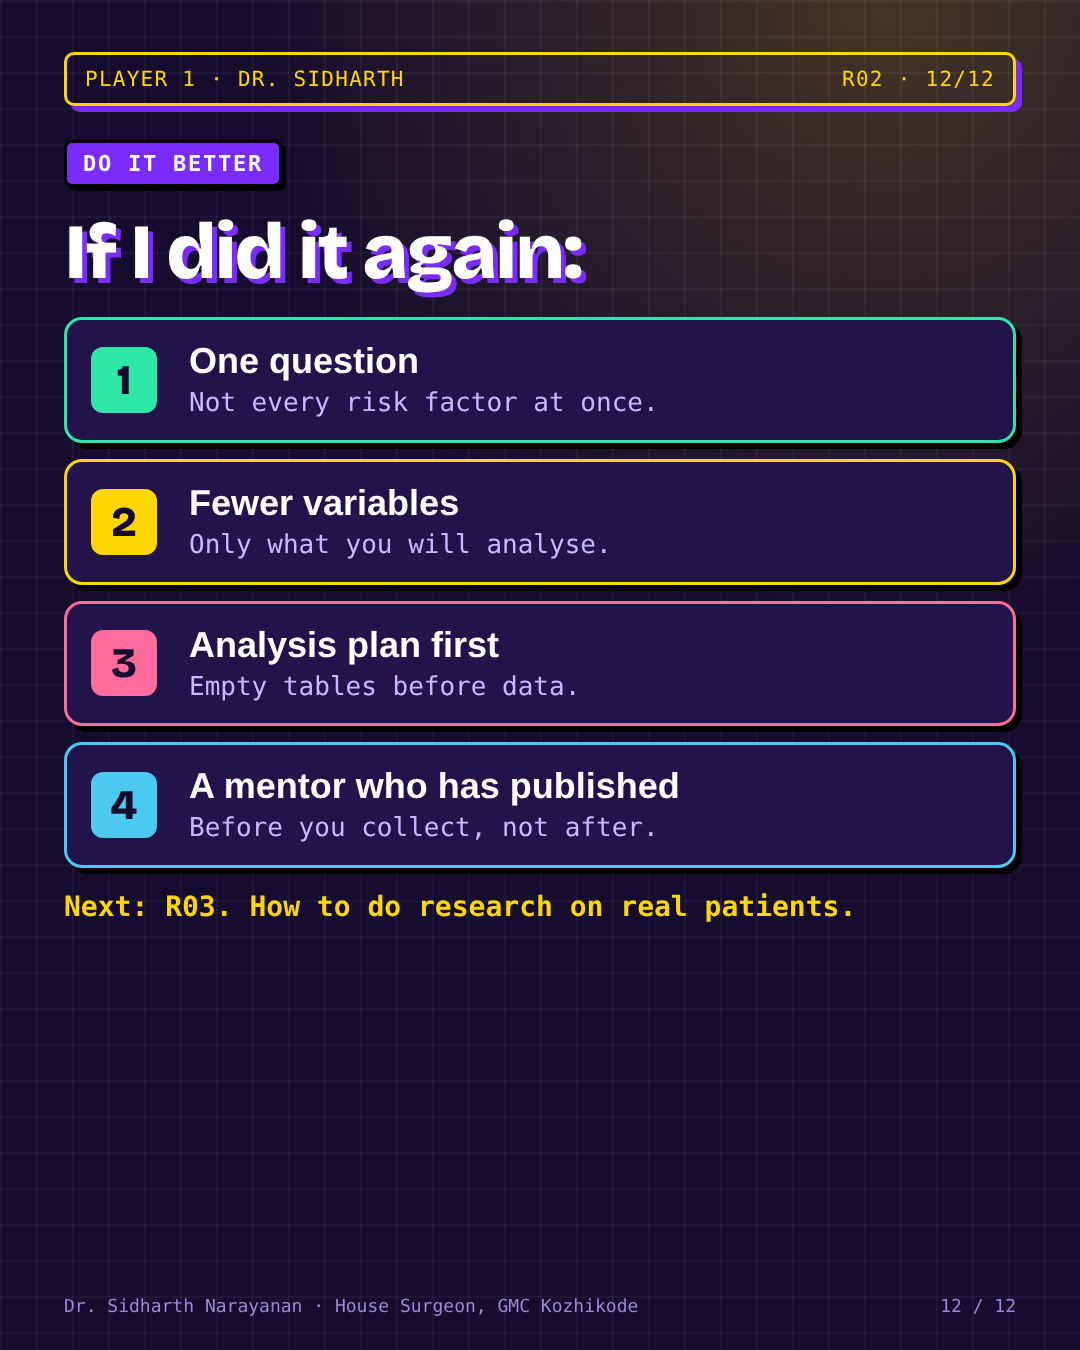 PLAYER 1 · DR. SIDHARTH
R02 · 12/12
DO IT BETTER
If I did it again:
1
One question
Not every risk factor at once.
2
Fewer variables
Only what you will analyse.
3
Analysis plan first
Empty tables before data.
4
A mentor who has published
Before you collect, not after.
Next: R03. How to do research on real patients.
Dr. Sidharth Narayanan · House Surgeon, GMC Kozhikode
12 / 12